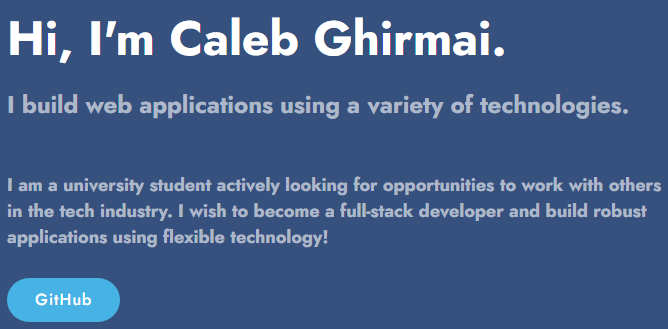 Hi, I'm Caleb Ghirmai.
I build web applications using a variety of technologies.
I am a university student actively looking for opportunities to work with others
in the tech industry. I wish to become a full-stack developer and build robust
applications using flexible technology!
GitHub